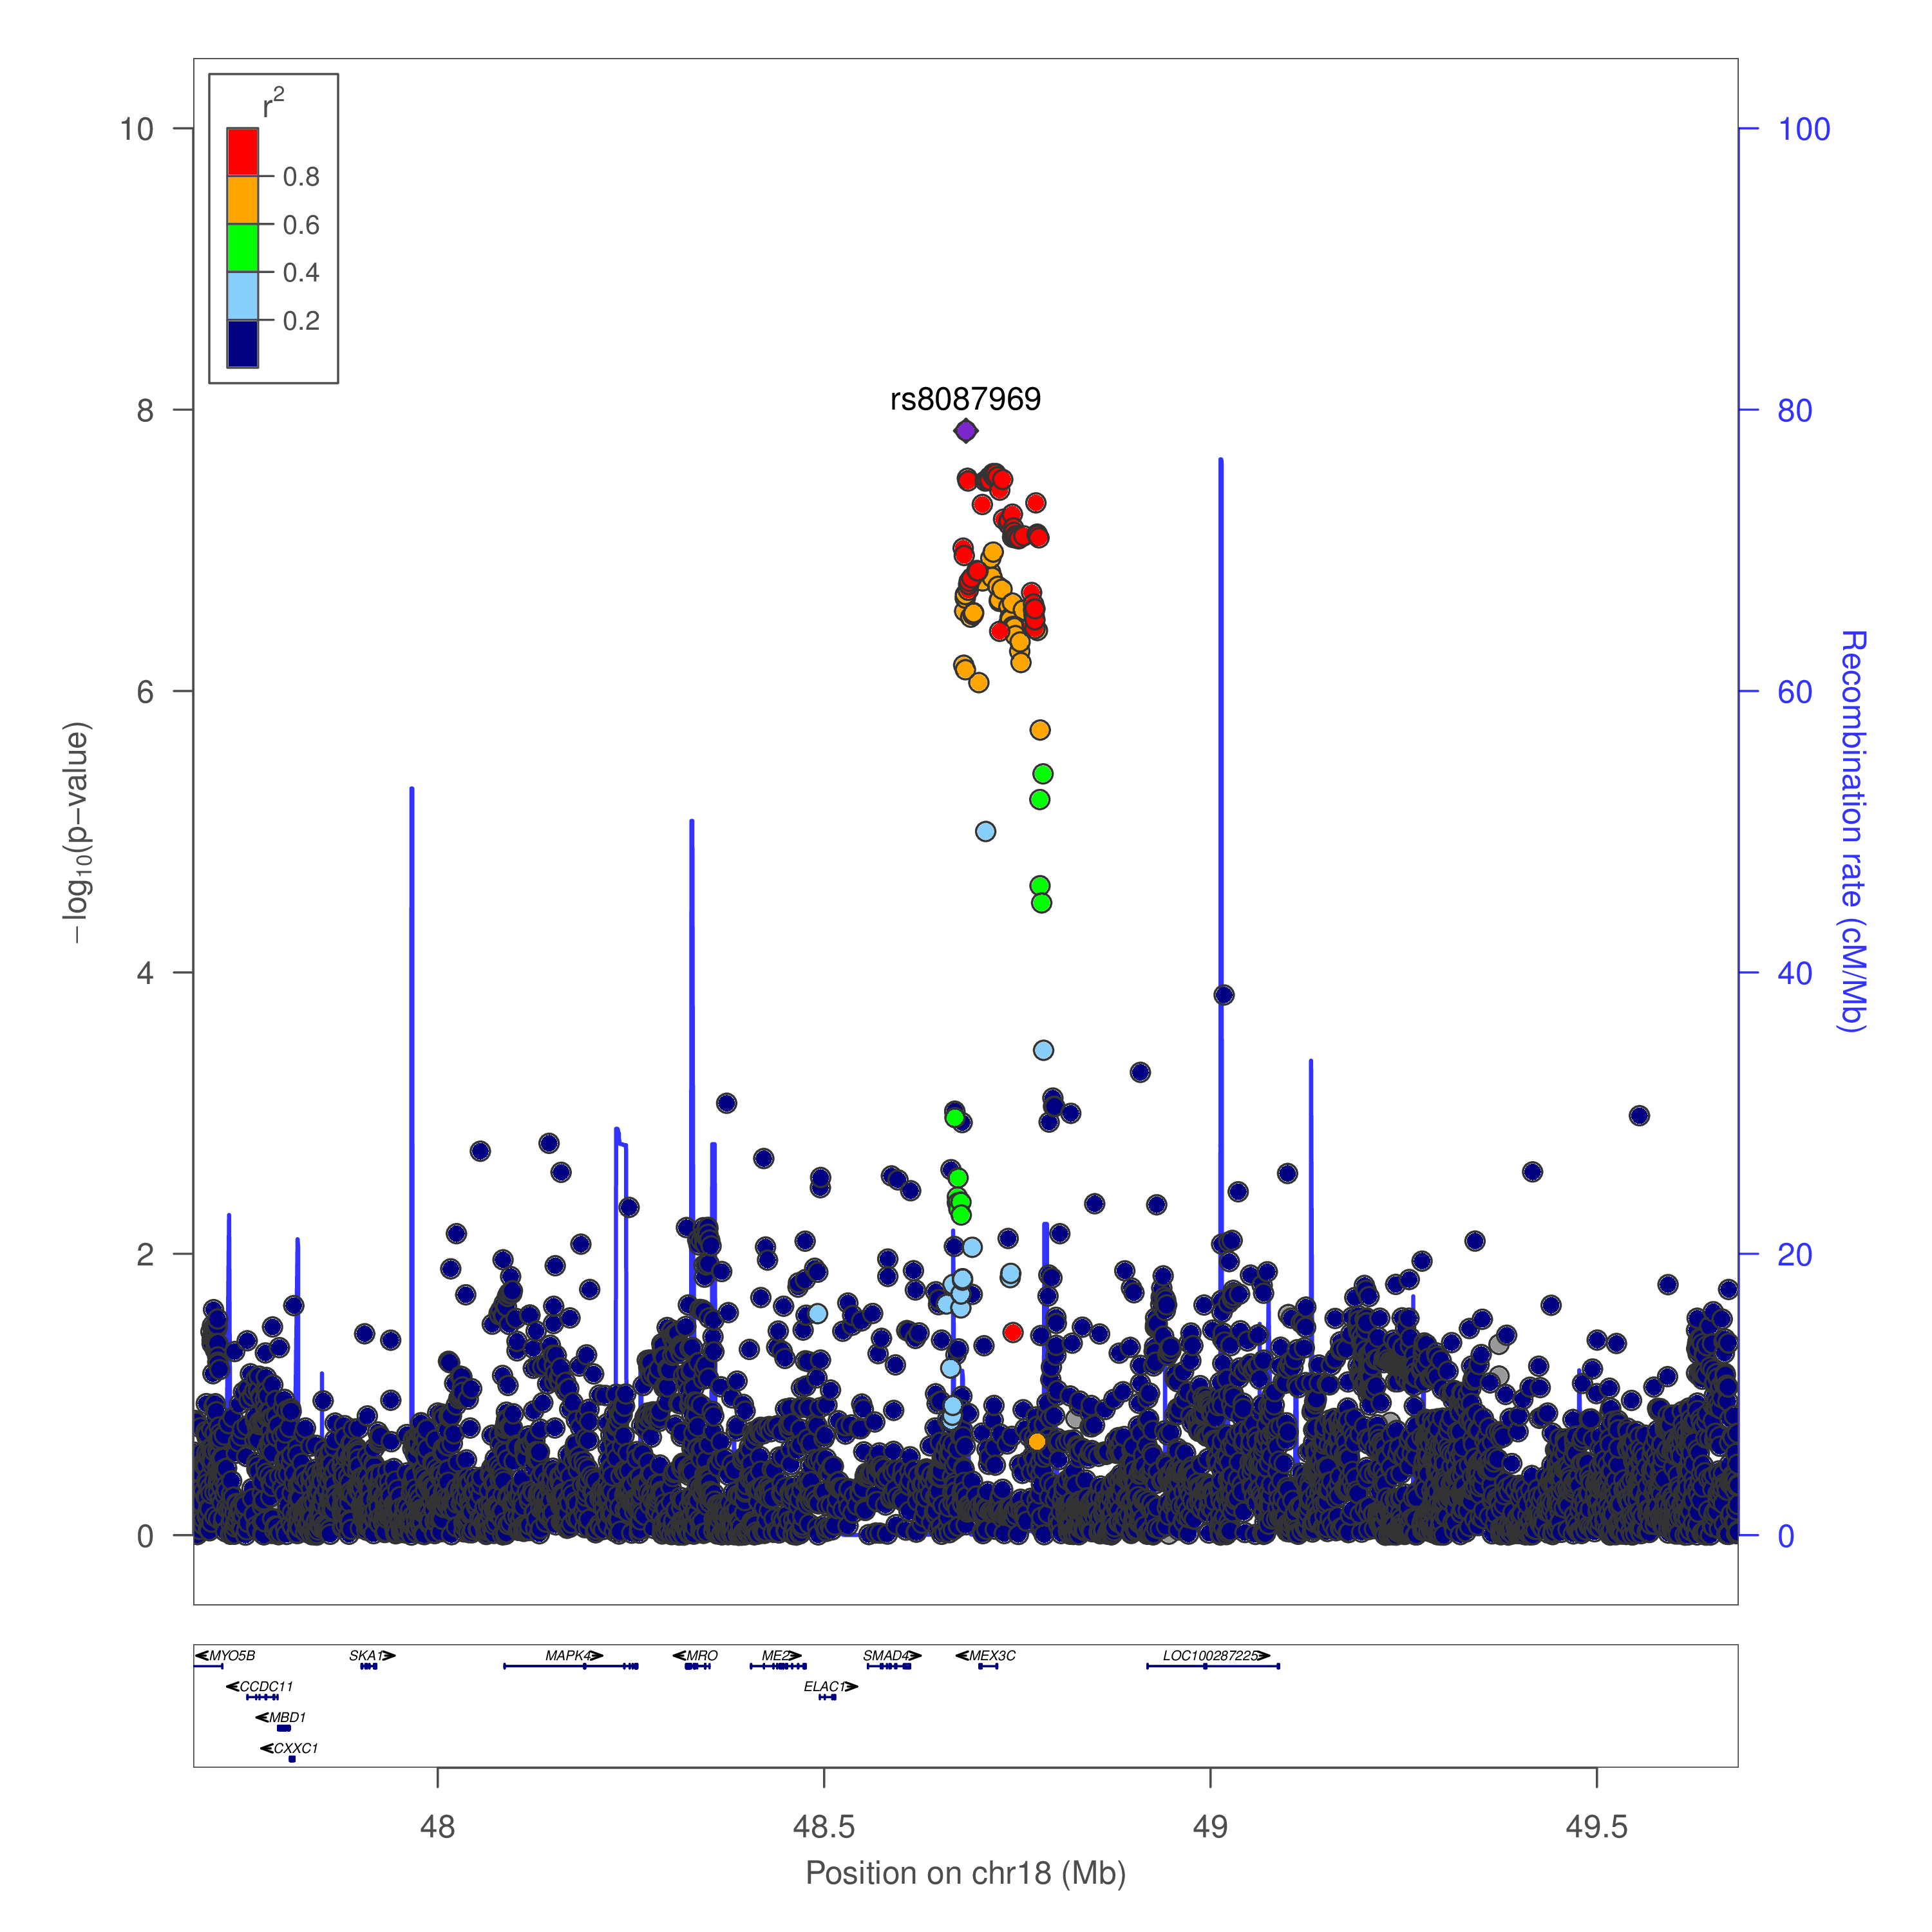 r2
0.8
0.6
0.4
0.2
rs8087969
10
8
6
4
2
0
−log10(p−value)
100
80
60
40
20
0
Recombination rate (cM/Mb)
MYO5B SKA1 MAPK4 MRO ME2 SMAD4 MEX3C LOC100287225
CCDC11 ELAC1
MBD1
CXXC1
48 48.5 49 49.5
Position on chr18 (Mb)